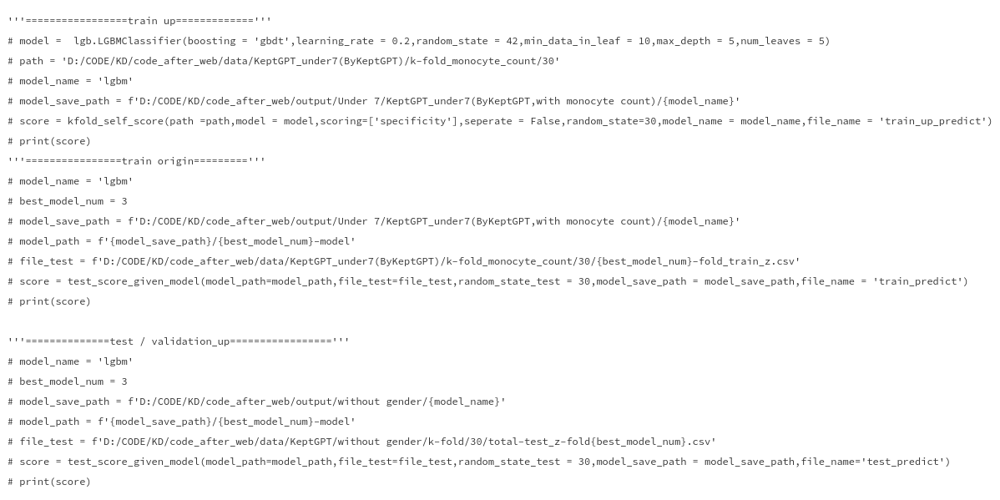 '''=================train up============='''
# model =  lgb.LGBMClassifier(boosting = 'gbdt',learning_rate = 0.2,random_state = 42,min_data_in_leaf = 10,max_depth = 5,num_leaves = 5)
# path = 'D:/CODE/KD/code_after_web/data/KeptGPT_under7(ByKeptGPT)/k-fold_monocyte_count/30'
# model_name = 'lgbm'
# model_save_path = f'D:/CODE/KD/code_after_web/output/Under 7/KeptGPT_under7(ByKeptGPT,with monocyte count)/{model_name}'
# score = kfold_self_score(path =path,model = model,scoring=['specificity'],seperate = False,random_state=30,model_name = model_name,file_name = 'train_up_predict')
# print(score)
'''================train origin========='''
# model_name = 'lgbm'
# best_model_num = 3
# model_save_path = f'D:/CODE/KD/code_after_web/output/Under 7/KeptGPT_under7(ByKeptGPT,with monocyte count)/{model_name}'
# model_path = f'{model_save_path}/{best_model_num}-model'
# file_test = f'D:/CODE/KD/code_after_web/data/KeptGPT_under7(ByKeptGPT)/k-fold_monocyte_count/30/{best_model_num}-fold_train_z.csv'
# score = test_score_given_model(model_path=model_path,file_test=file_test,random_state_test = 30,model_save_path = model_save_path,file_name = 'train_predict')
# print(score)
'''==============test / validation_up================='''
# model_name = 'lgbm'
# best_model_num = 3
# model_save_path = f'D:/CODE/KD/code_after_web/output/without gender/{model_name}'
# model_path = f'{model_save_path}/{best_model_num}-model'
# file_test = f'D:/CODE/KD/code_after_web/data/KeptGPT/without gender/k-fold/30/total-test_z-fold{best_model_num}.csv'
# score = test_score_given_model(model_path=model_path,file_test=file_test,random_state_test = 30,model_save_path = model_save_path,file_name='test_predict')
# print(score)